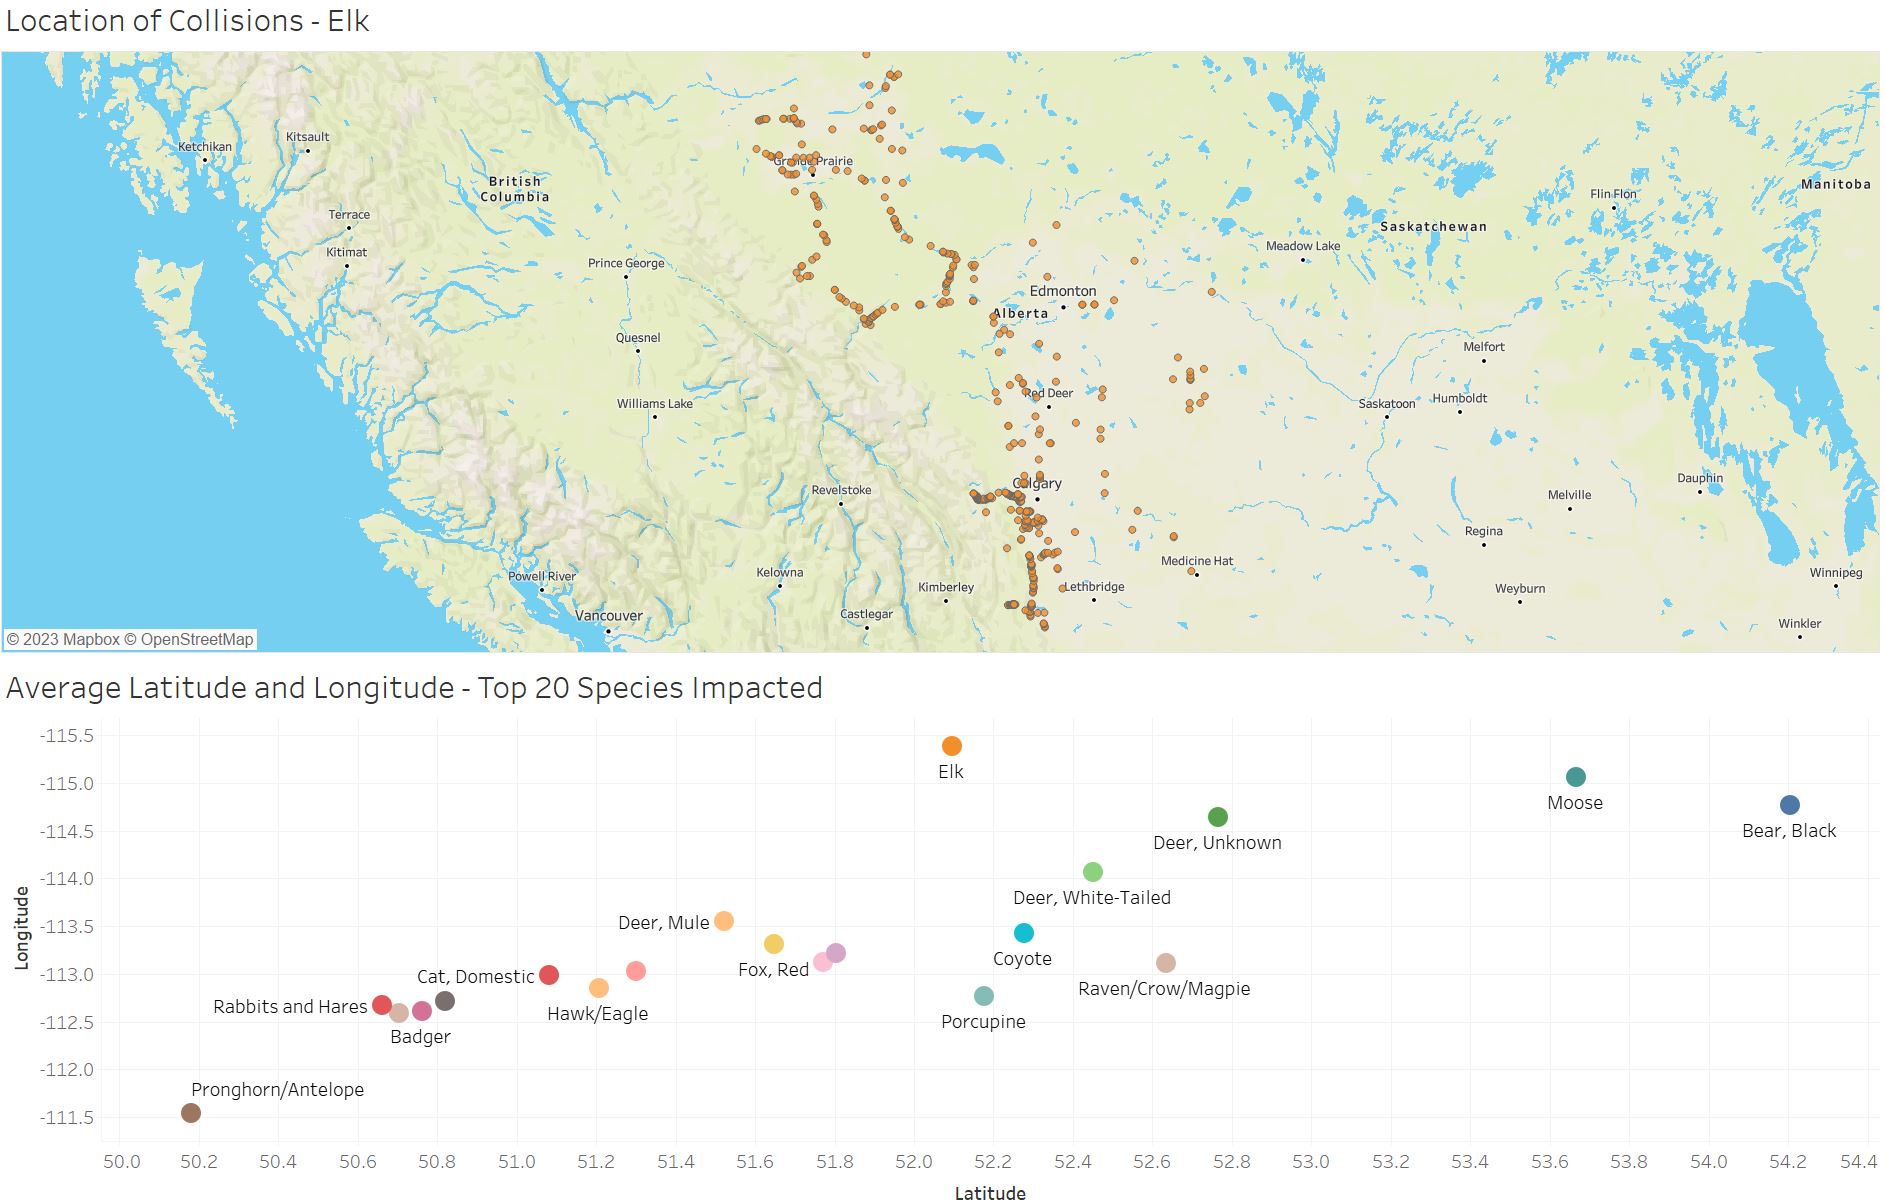 Location of Collisions - Elk
Kitsault
Ketchikan
Grande Prairie
British
Columbia
Manitoba
Flin Flon
Terrace
Saskatchewan
Kitimat
Meadow Lake
Prince George
Edmonton
Alberta
Quesnel
Melfort
Red Deer
Williams Lake
Saskatoon
Humboldt
Calgary
Dauphin
Revelstoke
Melville
Regina
Medicine Hat
Powell River
Kelowna
Kimberley
Lethbridge
Weyburn
Winnipeg
Vancouver
Castlegar
Winkler
© 2023 Mapbox © OpenStreetMap
Average Latitude and Longitude - Top 20 Species Impacted
Longitude
-115.5
-115.0
-114.5
-114.0
-113.5
-113.0
-112.5
-112.0
-111.5
Elk
Moose
Bear, Black
Deer, Unknown
Deer, White-Tailed
Deer, Mule
Coyote
Fox, Red
Cat, Domestic
Raven/Crow/Magpie
Rabbits and Hares
Hawk/Eagle
Porcupine
Badger
Pronghorn/Antelope
50.0 50.2 50.4 50.6 50.8 51.0 51.2 51.4 51.6 51.8 52.0 52.2 52.4 52.6 52.8 53.0 53.2 53.4 53.6 53.8 54.0 54.2 54.4
Latitude